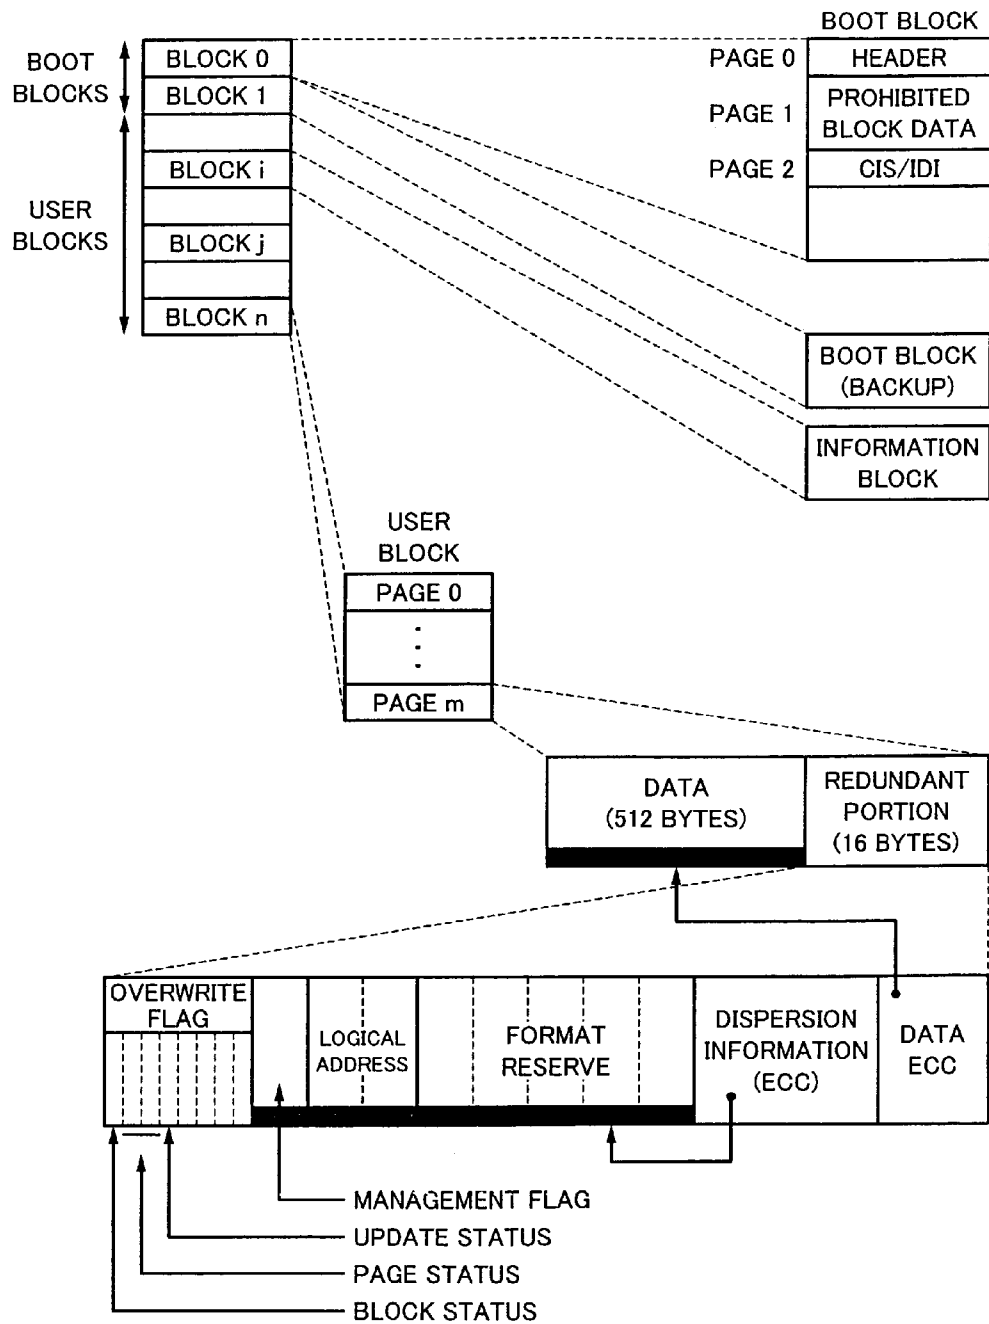 BOOT BLOCK
BOOT
BLOCKS
BLOCK 0
BLOCK 1
PAGE 0
HEADER
PAGE 1
PROHIBITED
BLOCK DATA
PAGE 2
CIS/IDI
USER
BLOCKS
BLOCK i
BLOCK j
BLOCK n
BOOT BLOCK
(BACKUP)
INFORMATION
BLOCK
USER
BLOCK
PAGE 0
PAGE m
DATA
(512 BYTES)
REDUNDANT
PORTION
(16 BYTES)
OVERWRITE
FLAG
LOGICAL
ADDRESS
FORMAT
RESERVE
DISPERSION
INFORMATION
(ECC)
DATA
ECC
MANAGEMENT FLAG
UPDATE STATUS
PAGE STATUS
BLOCK STATUS